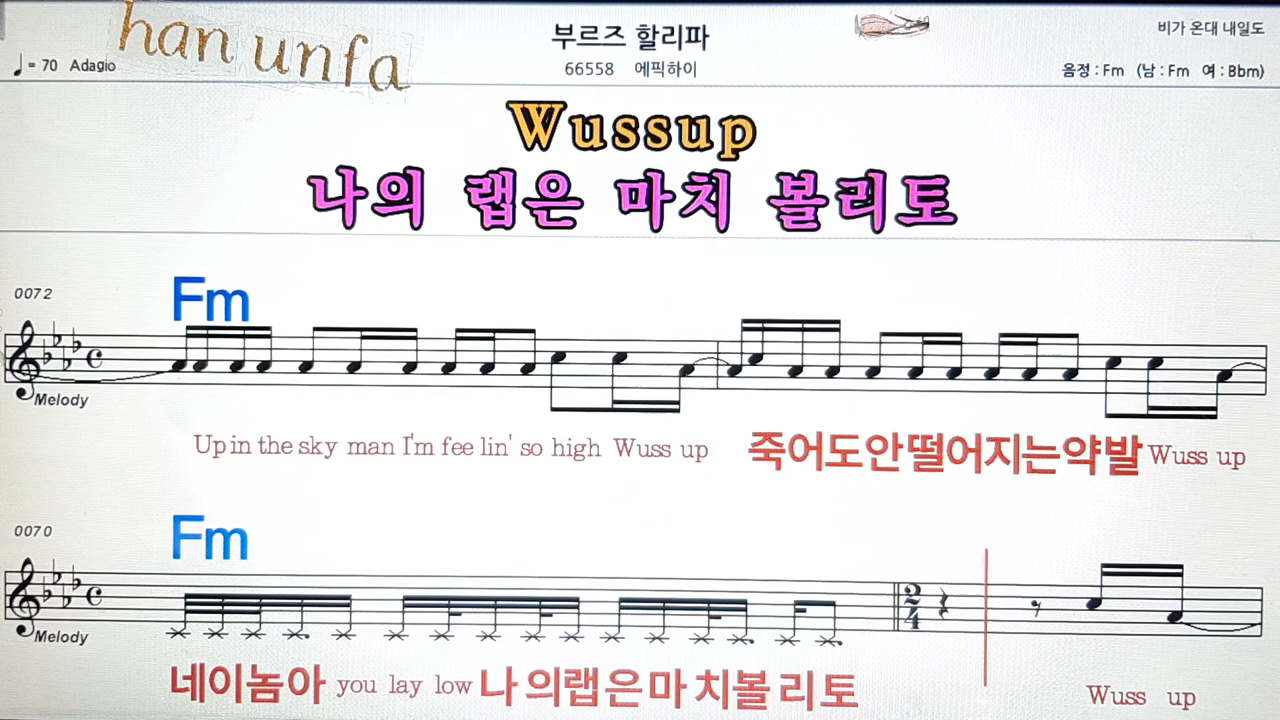 han unfa
부르즈 할리파
비가 온대 내일도
♩= 70 Adagio
66558 에픽하이
음정 : Fm (남 : Fm 여 : Bbm)
Wussup
나의 랩은 마치 볼리토
0072
Fm
Melody
Up in the sky man I'm fee lin' so high Wuss up 죽어도안떨어지는약발 Wuss up
0070
Fm
2
4
Melody
네이놈아 you lay low 나의랩은마치볼리토 Wuss up